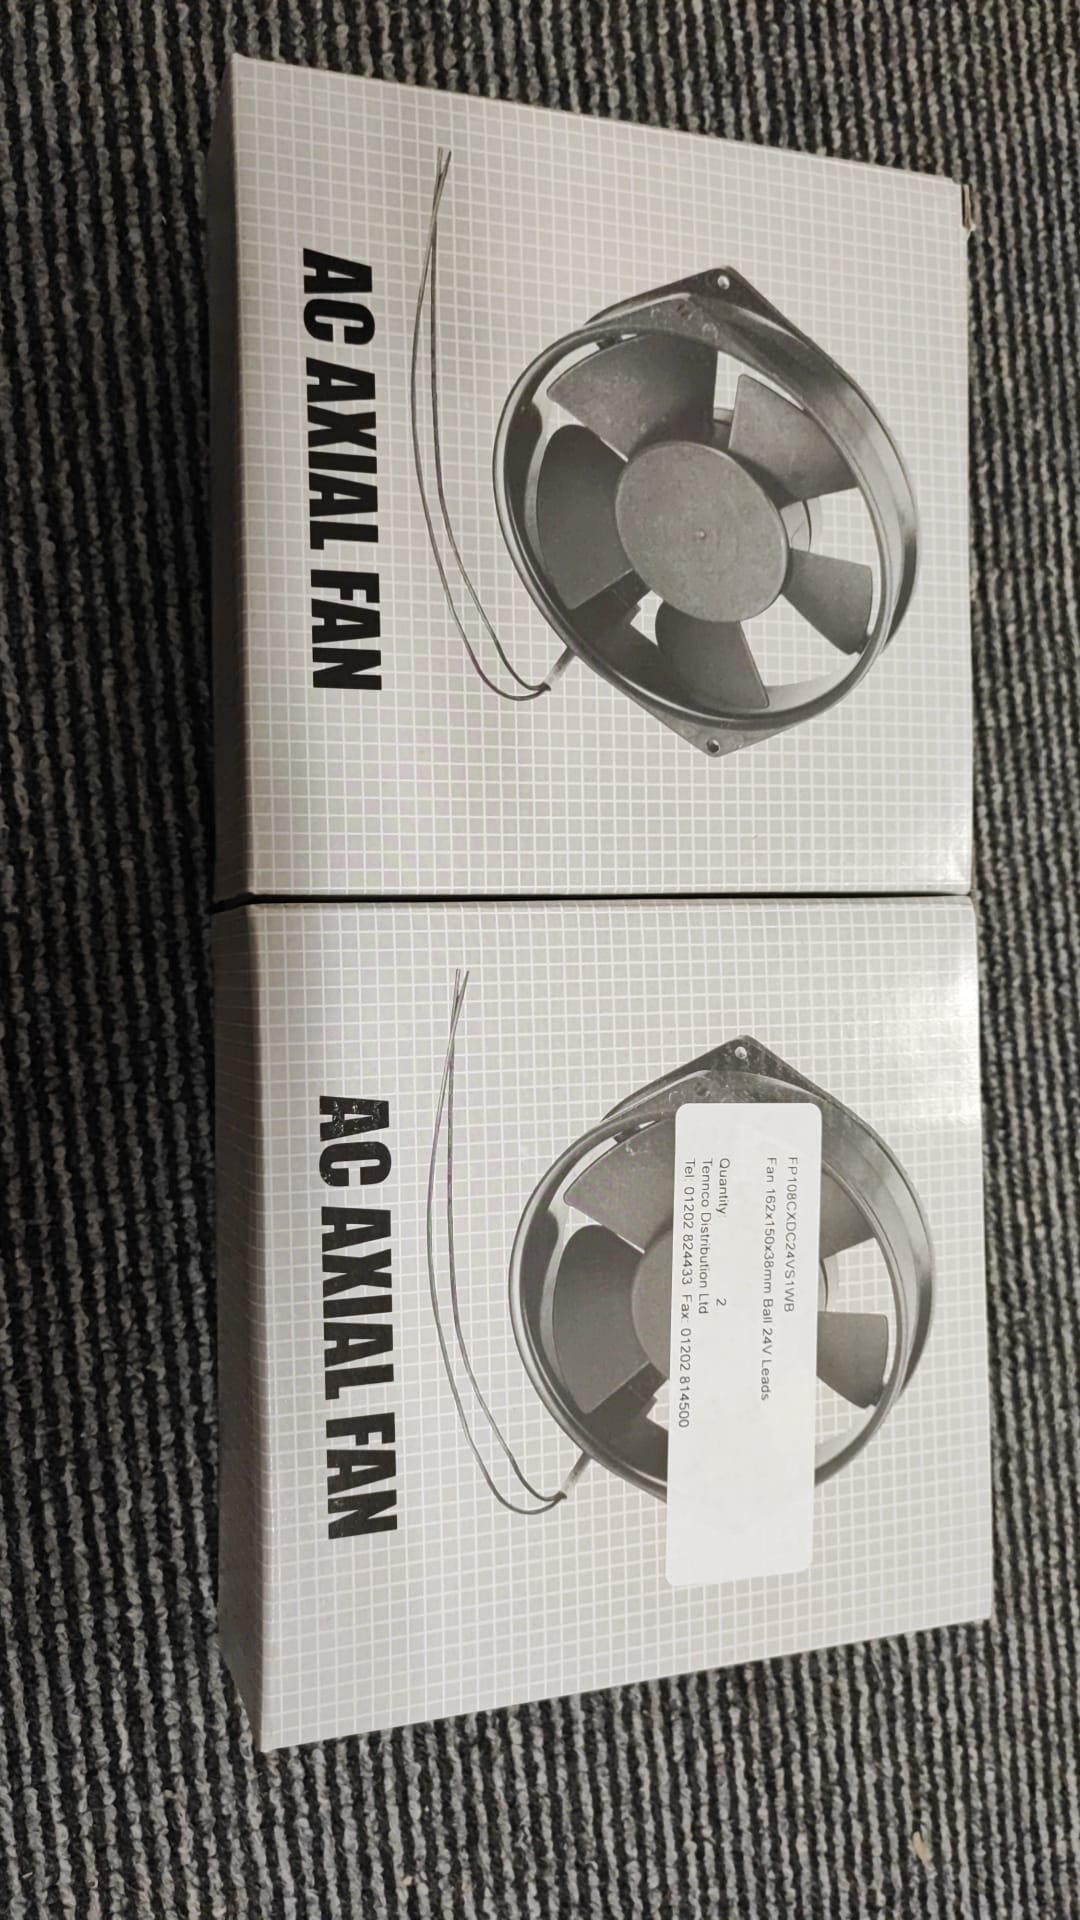 AC AXIAL FAN
FP108CXDC24VS1WB
Fan 162x150x38mm Ball 24V Leads
Quantity 2
Tennco Distribution Ltd
Tel: 01202 824433 Fax: 01202 814500
AC AXIAL FAN